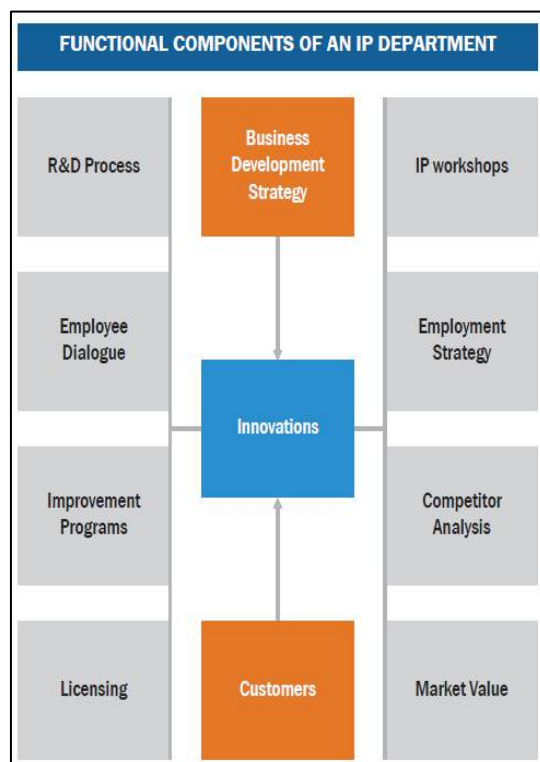 FUNCTIONAL COMPONENTS OF AN IP DEPARTMENT
R&D Process
Business
Development
Strategy
IP workshops
Employee
Dialogue
Employment
Strategy
Innovations
Improvement
Programs
Competitor
Analysis
Licensing
Customers
Market Value